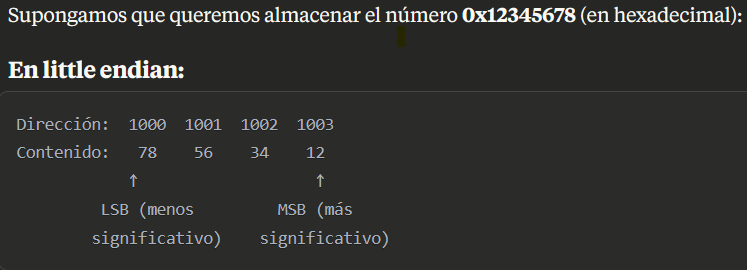 Supongamos que queremos almacenar el número 0x12345678 (en hexadecimal):
En little endian:
Dirección:  1000  1001  1002  1003
Contenido:   78    56    34    12
↑                   ↑
LSB (menos         MSB (más
significativo)    significativo)